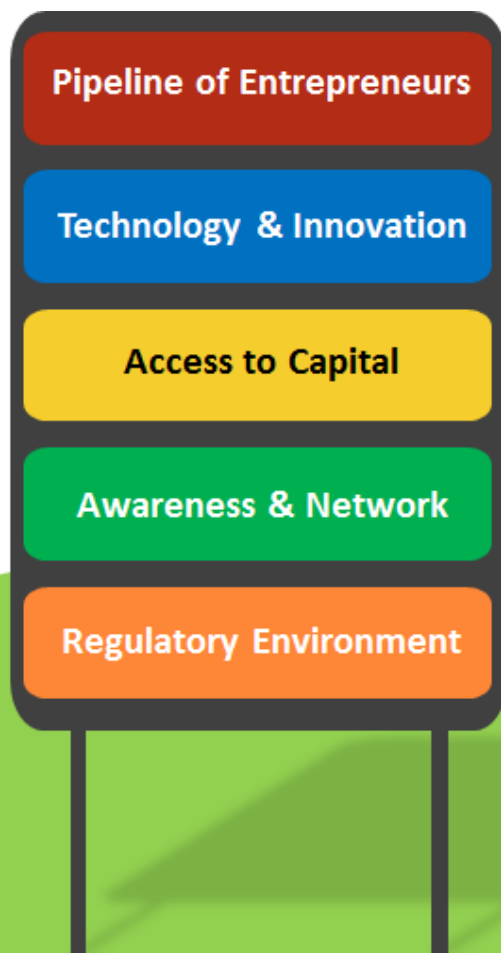 Pipeline of Entrepreneurs
Technology & Innovation
Access to Capital
Awareness & Network
Regulatory Environment